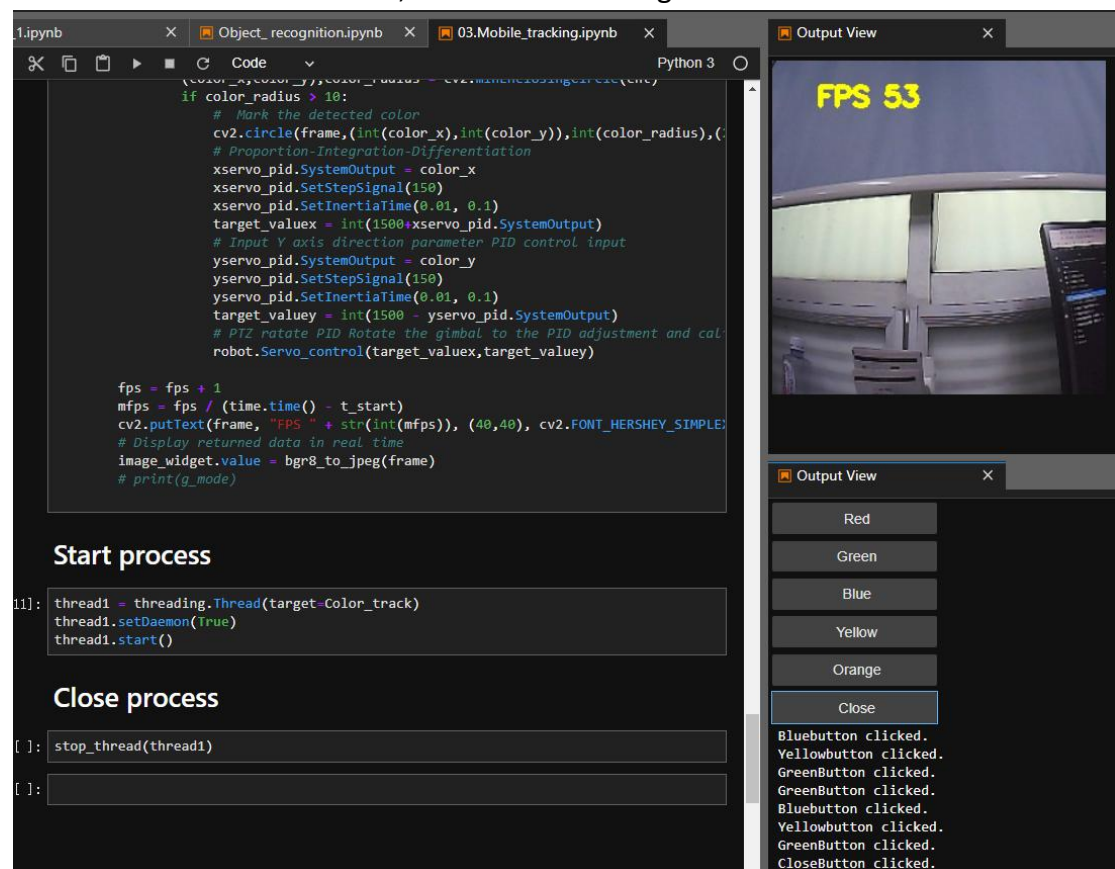 _1.ipynb
Object_ recognition.ipynb
03.Mobile_tracking.ipynb
Code
Python 3
(color_x,color_y),color_radius = cv2.minEnclosingCircle(cnt)
if color_radius > 10:
#  Mark the detected color
cv2.circle(frame,(int(color_x),int(color_y)),int(color_radius),(
# Proportion-Integration-Differentiation
xservo_pid.SystemOutput = color_x
xservo_pid.SetStepSignal(150)
xservo_pid.SetInertiaTime(0.01, 0.1)
target_valuex = int(1500+xservo_pid.SystemOutput)
# Input Y axis direction parameter PID control input
yservo_pid.SystemOutput = color_y
yservo_pid.SetStepSignal(150)
yservo_pid.SetInertiaTime(0.01, 0.1)
target_valuey = int(1500 - yservo_pid.SystemOutput)
# PTZ ratate PID Rotate the gimbal to the PID adjustment and cal
robot.Servo_control(target_valuex,target_valuey)
fps = fps + 1
mfps = fps / (time.time() - t_start)
cv2.putText(frame, "FPS " + str(int(mfps)), (40,40), cv2.FONT_HERSHEY_SIMPLEX
# Display returned data in real time
image_widget.value = bgr8_to_jpeg(frame)
# print(g_mode)
Start process
11]:
thread1 = threading.Thread(target=Color_track)
thread1.setDaemon(True)
thread1.start()
Close process
[ ]:
stop_thread(thread1)
[ ]:
Output View
FPS 53
Output View
Red
Green
Blue
Yellow
Orange
Close
Bluebutton clicked.
Yellowbutton clicked.
GreenButton clicked.
GreenButton clicked.
Bluebutton clicked.
Yellowbutton clicked.
GreenButton clicked.
CloseButton clicked.